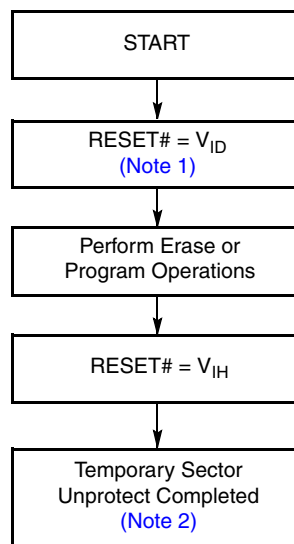 START
RESET# = VID
(Note 1)
Perform Erase or
Program Operations
RESET# = VIH
Temporary Sector
Unprotect Completed
(Note 2)